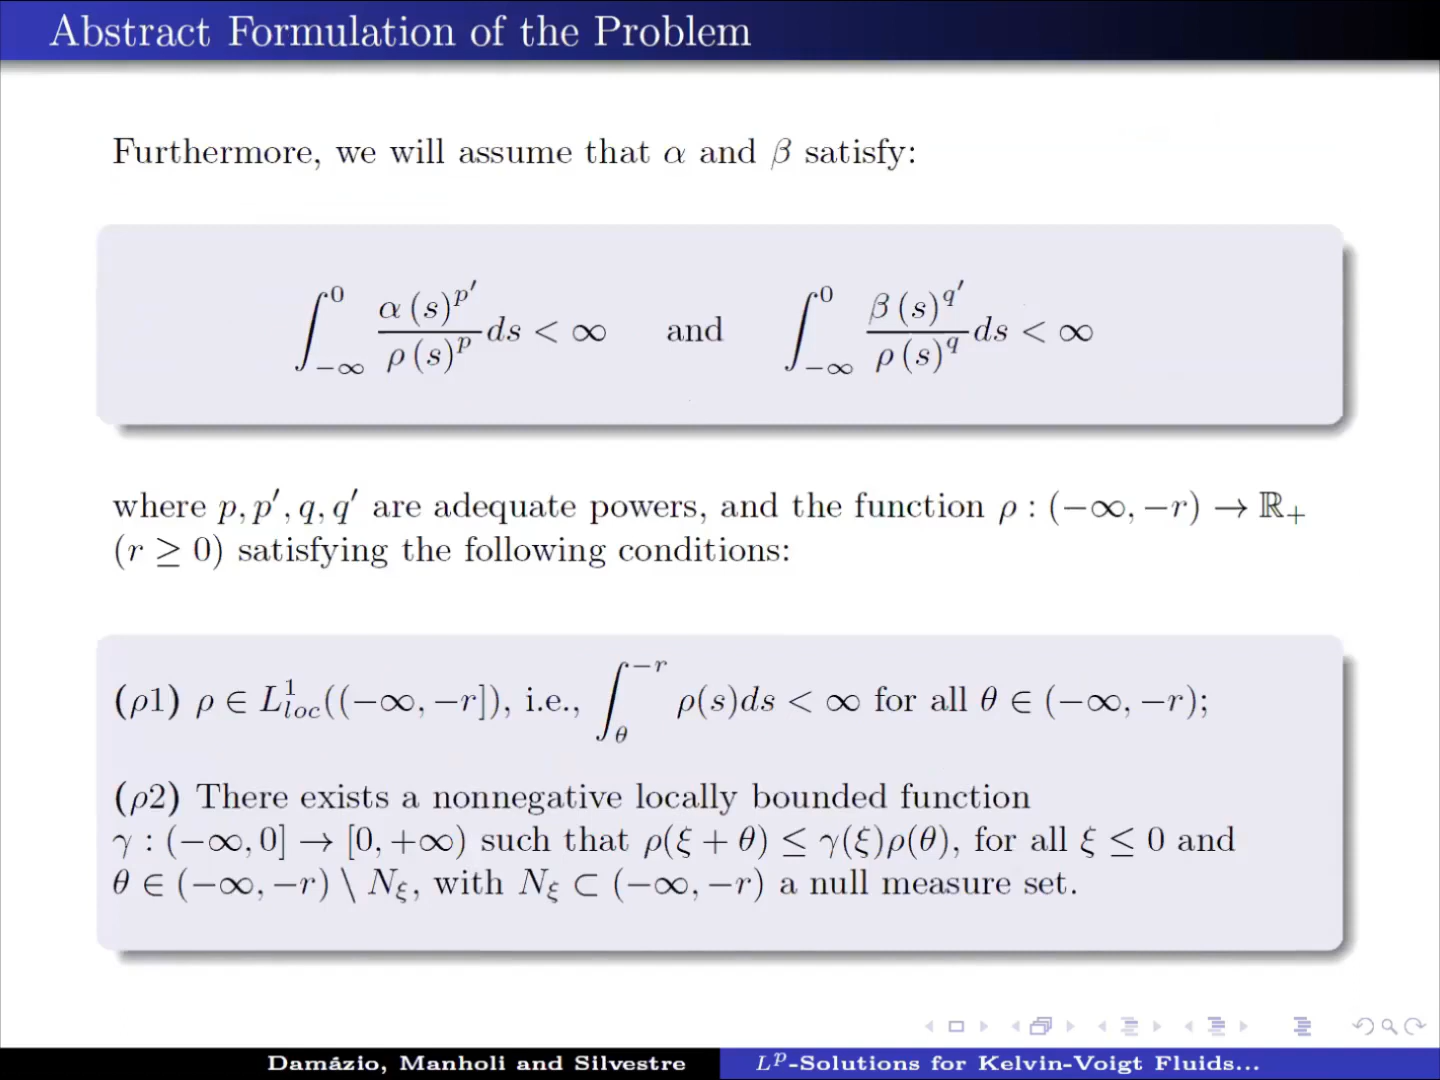 Abstract Formulation of the Problem
Furthermore, we will assume that α and β satisfy:
∫_{−∞}^{0} \frac{α(s)^{p′}}{ρ(s)^{p}} ds < ∞ and ∫_{−∞}^{0} \frac{β(s)^{q′}}{ρ(s)^{q}} ds < ∞
where p, p′, q, q′ are adequate powers, and the function ρ : (−∞, −r) → ℝ₊
(r ≥ 0) satisfying the following conditions:
(ρ1) ρ ∈ L^1_{loc}((−∞, −r]), i.e., ∫_{θ}^{−r} ρ(s)ds < ∞ for all θ ∈ (−∞, −r);
(ρ2) There exists a nonnegative locally bounded function
γ : (−∞, 0] → [0, +∞) such that ρ(ξ + θ) ≤ γ(ξ)ρ(θ), for all ξ ≤ 0 and
θ ∈ (−∞, −r) \ N_ξ, with N_ξ ⊂ (−∞, −r) a null measure set.
Damázio, Manholi and Silvestre
L^p-Solutions for Kelvin-Voigt Fluids...